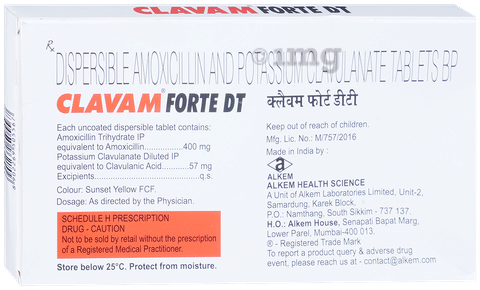 CLAVAM FORTE DT
Rx
1mg
DISPERSIBLE AMOXICILLIN AND POTASSIUM CLAVULANATE TABLETS BP
CLAVAM® FORTE DT
क्लैवम फोर्ट डीटी
Each uncoated dispersible tablet contains:
Amoxicillin Trihydrate IP
equivalent to Amoxicillin..................400 mg
Potassium Clavulanate Diluted IP
equivalent to Clavulanic Acid..........57 mg
Excipients........................................q.s.
Colour: Sunset Yellow FCF.
Dosage: As directed by the Physician.
SCHEDULE H PRESCRIPTION
DRUG - CAUTION
Not to be sold by retail without the prescription
of a Registered Medical Practitioner.
Store below 25°C. Protect from moisture.
Keep out of reach of children.
Mfg. Lic. No. M/757/2016
Made in India by :
a
ALKEM
ALKEM HEALTH SCIENCE
A Unit of Alkem Laboratories Limited, Unit-2,
Samardung, Karek Block.
P.O.: Namthang, South Sikkim - 737 137.
H.O.: Alkem House, Senapati Bapat Marg,
Lower Parel, Mumbai-400 013.
® - Registered Trade Mark
To report a product query & adverse drug
event, please reach us at - contact@alkem.com